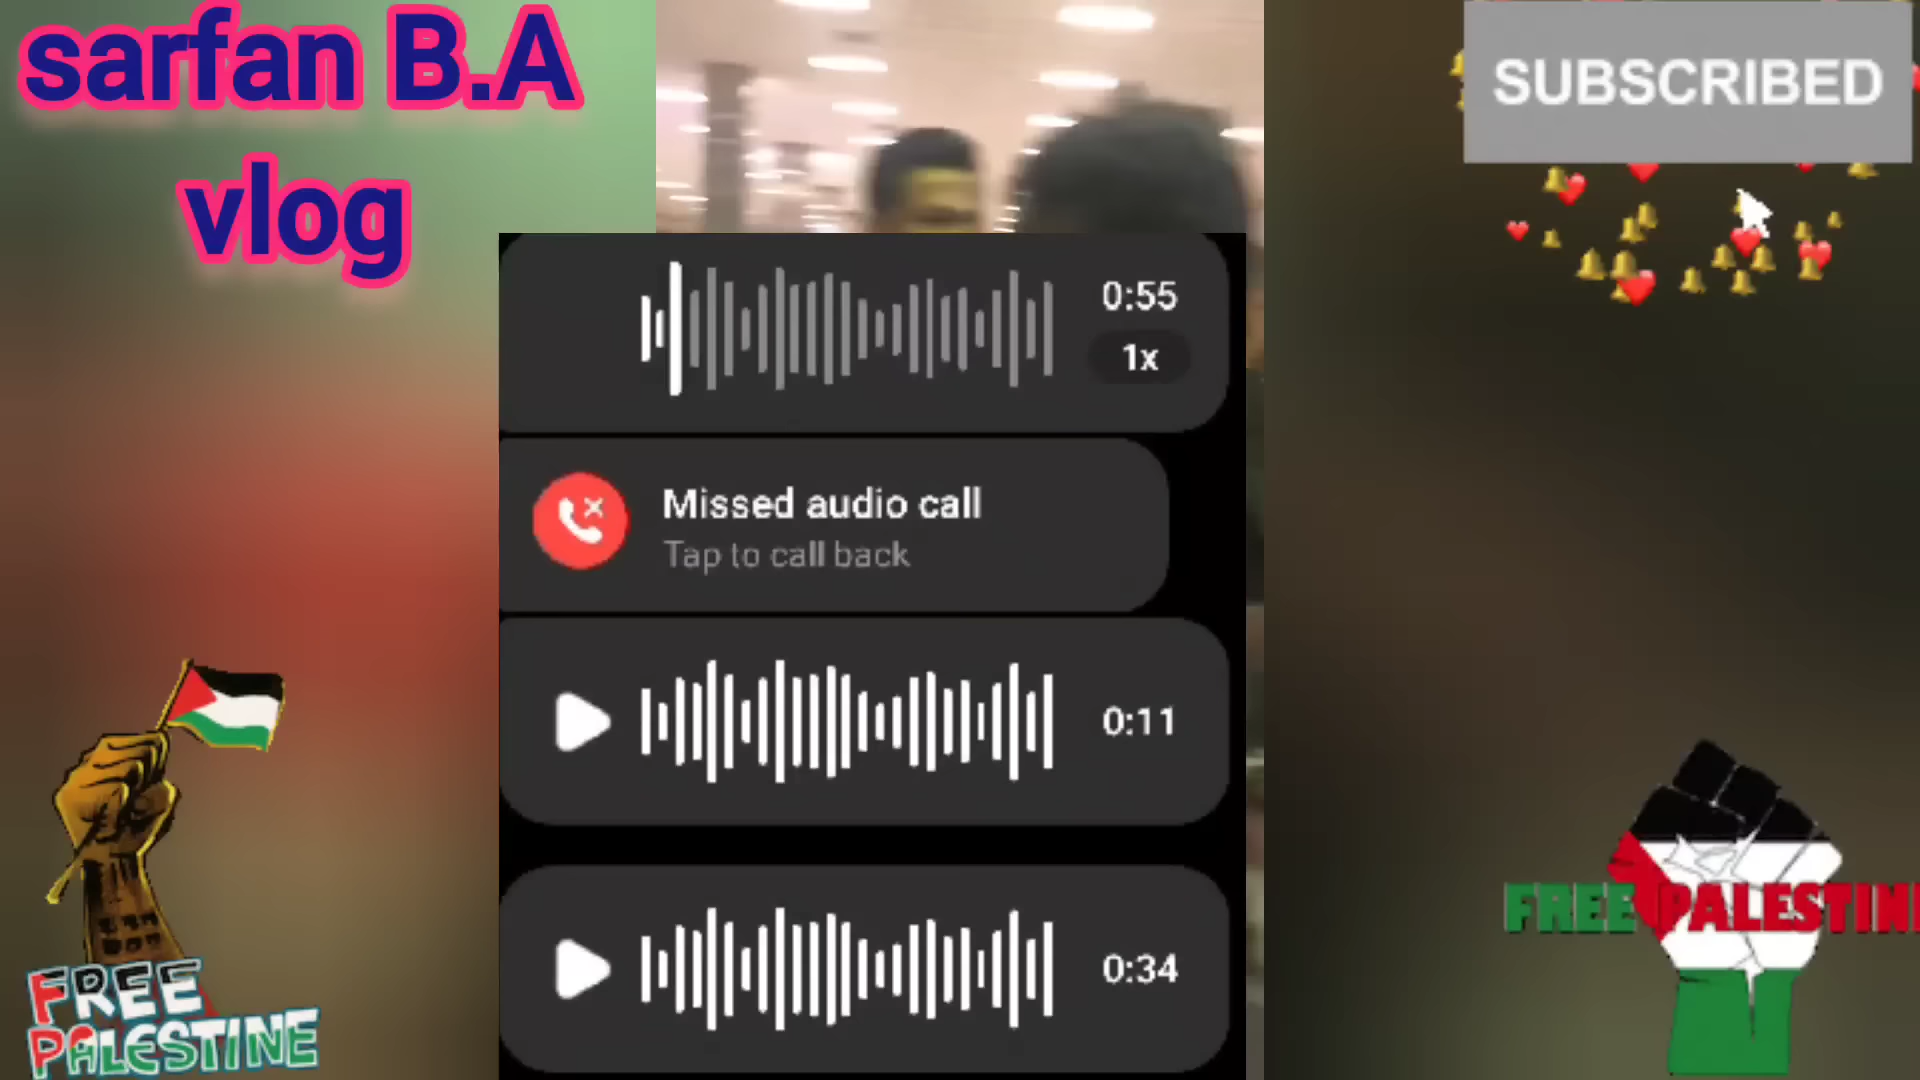 sarfan B.A
vlog
SUBSCRIBED
0:55
1x
Missed audio call
Tap to call back
0:11
0:34
FREE
PALESTINE
FREE PALESTIN